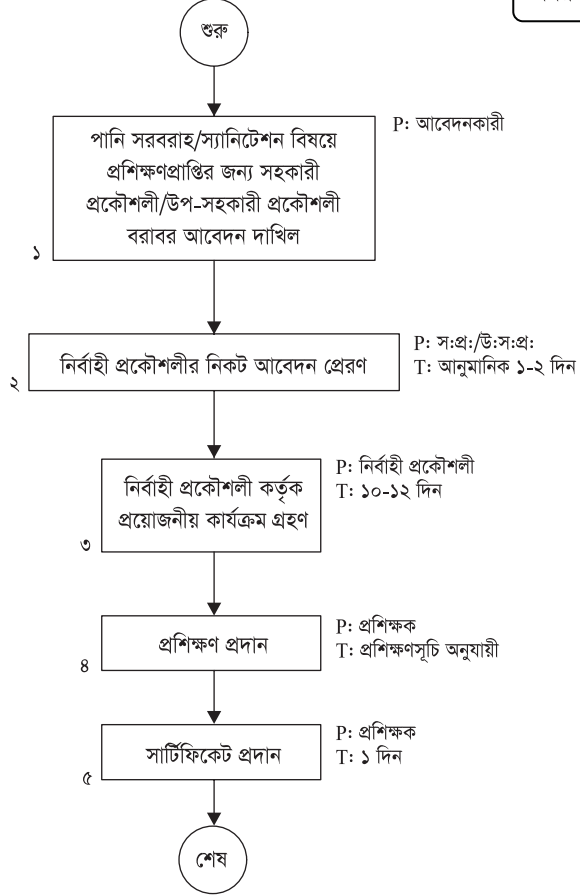 শুরু
পানি সরবরাহ/স্যানিটেশন বিষয়ে
প্রশিক্ষণপ্রাপ্তির জন্য সহকারী
প্রকৌশলী/উপ-সহকারী প্রকৌশলী
বরাবর আবেদন দাখিল
১
P: আবেদনকারী
নির্বাহী প্রকৌশলীর নিকট আবেদন প্রেরণ
২
P: স:প্র:/উ:স:প্র:
T: আনুমানিক ১-২ দিন
নির্বাহী প্রকৌশলী কর্তৃক
প্রয়োজনীয় কার্যক্রম গ্রহণ
৩
P: নির্বাহী প্রকৌশলী
T: ১০-১২ দিন
প্রশিক্ষণ প্রদান
৪
P: প্রশিক্ষক
T: প্রশিক্ষণসূচি অনুযায়ী
সার্টিফিকেট প্রদান
৫
P: প্রশিক্ষক
T: ১ দিন
শেষ